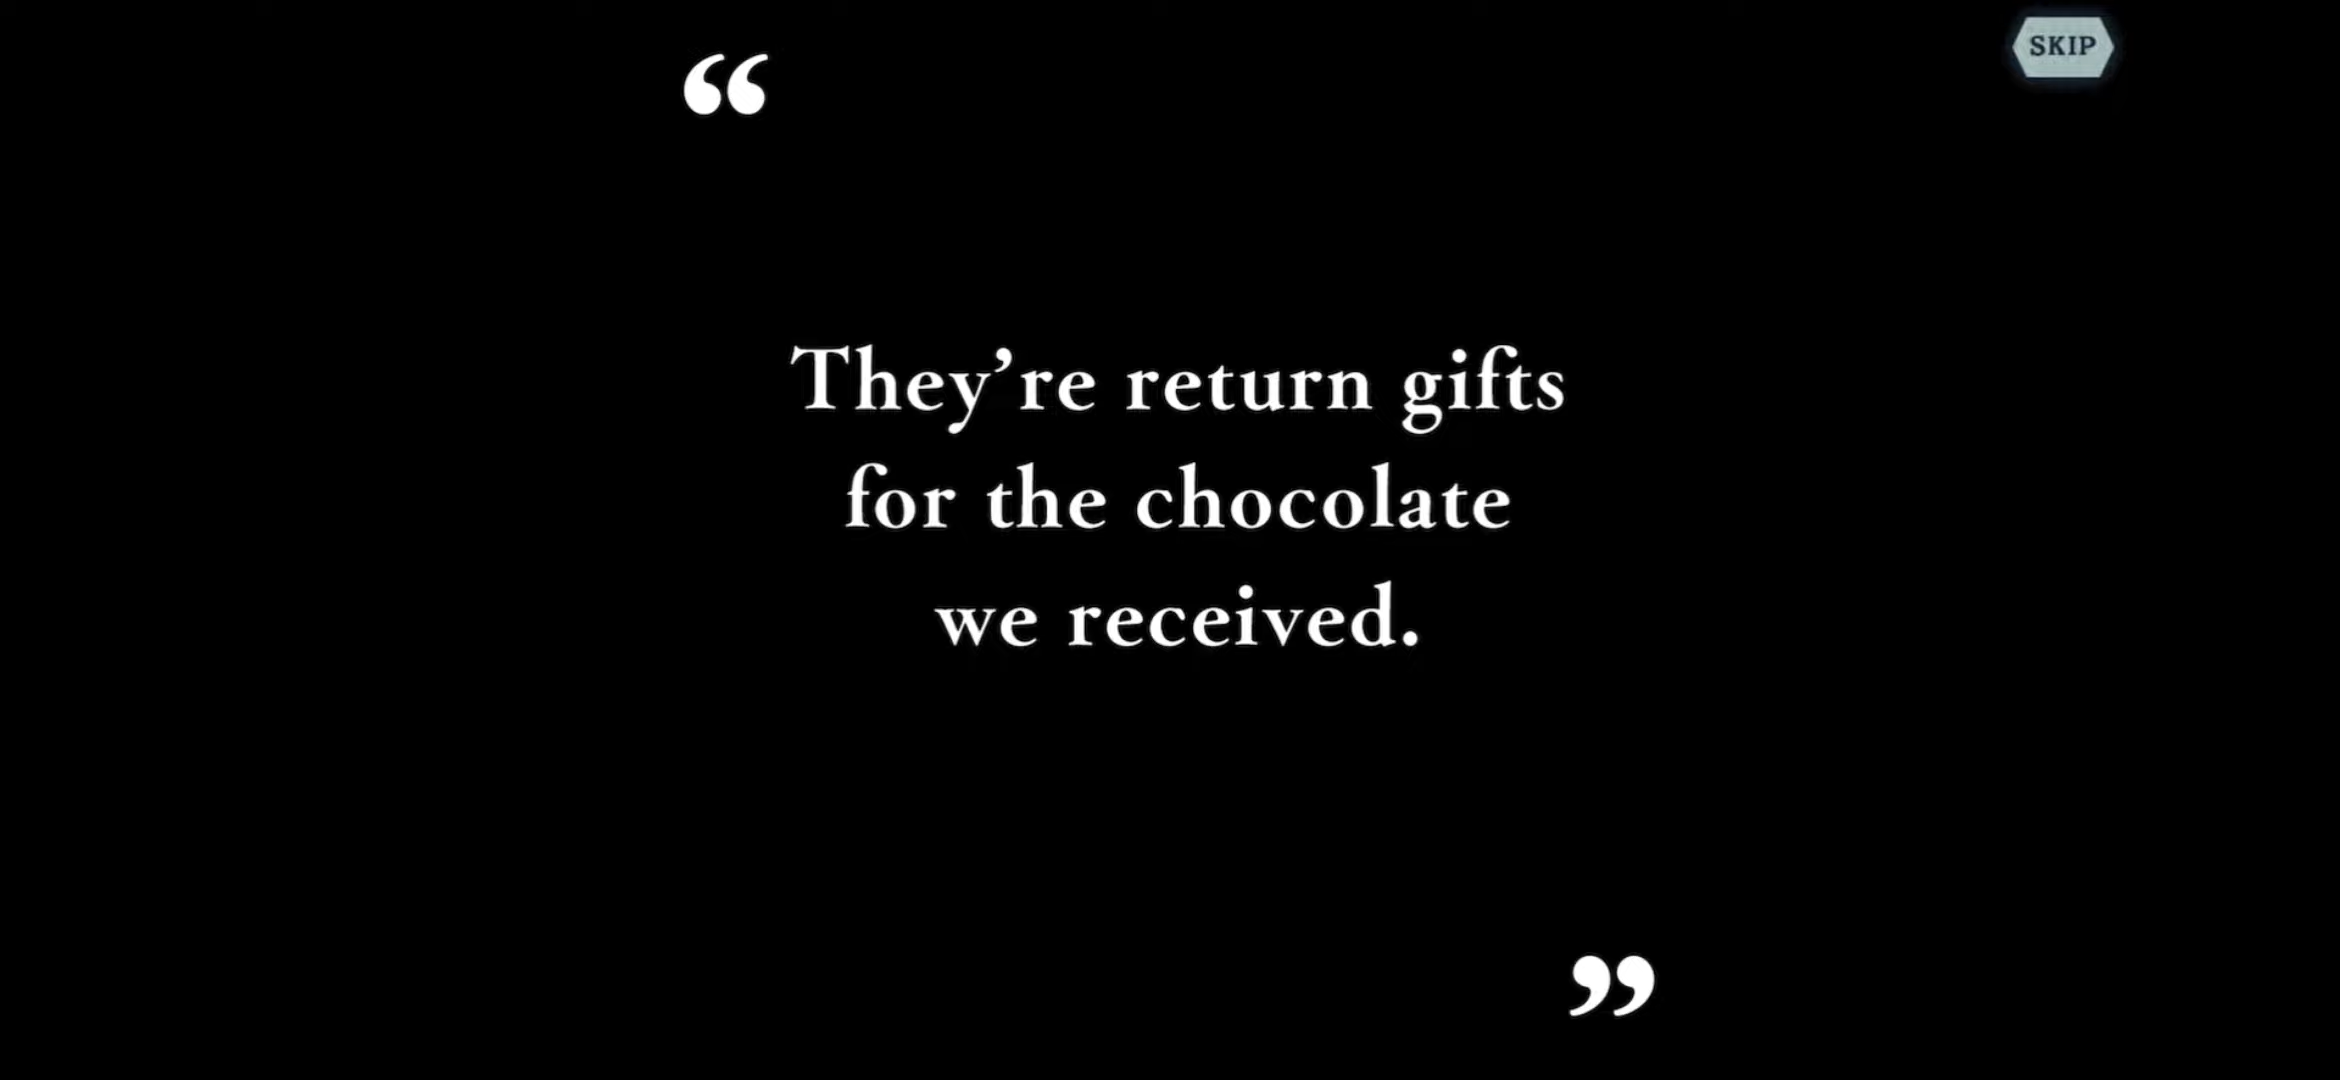 SKIP
“
They’re return gifts
for the chocolate
we received.
”